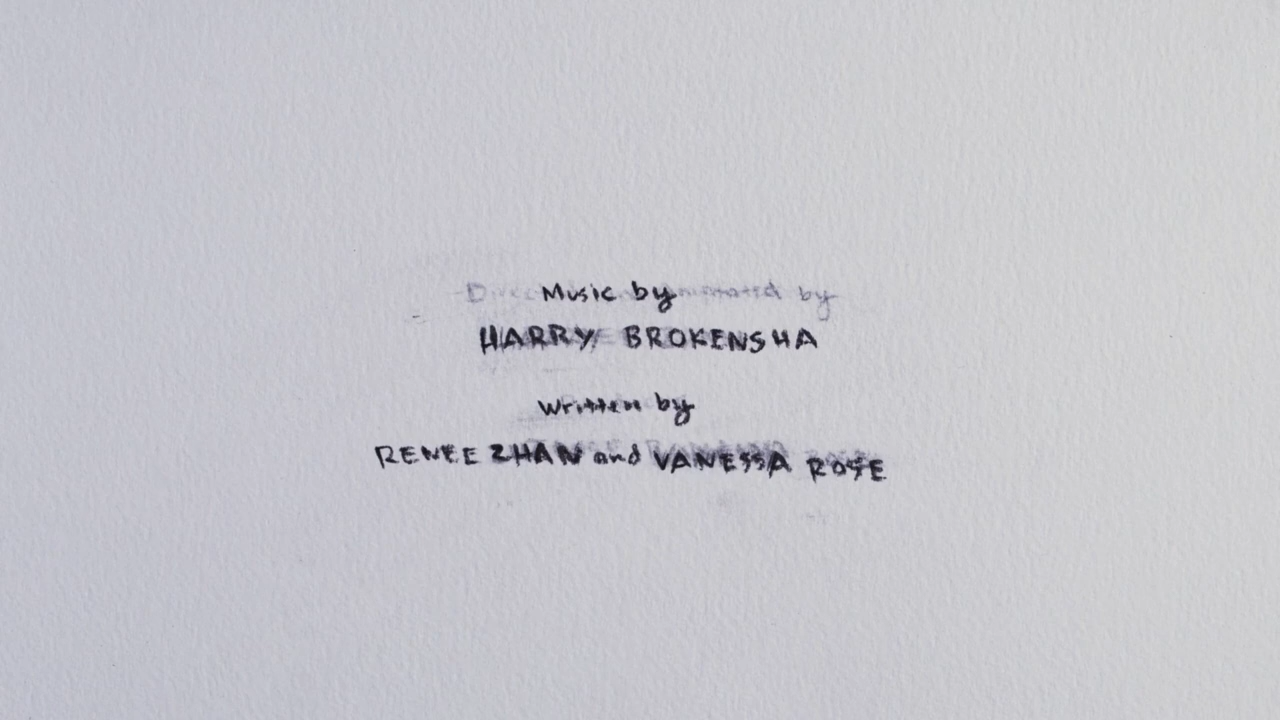 Music by
HARRY BROKENSHA
Written by
RENEE ZHAN and VANESSA ROSE